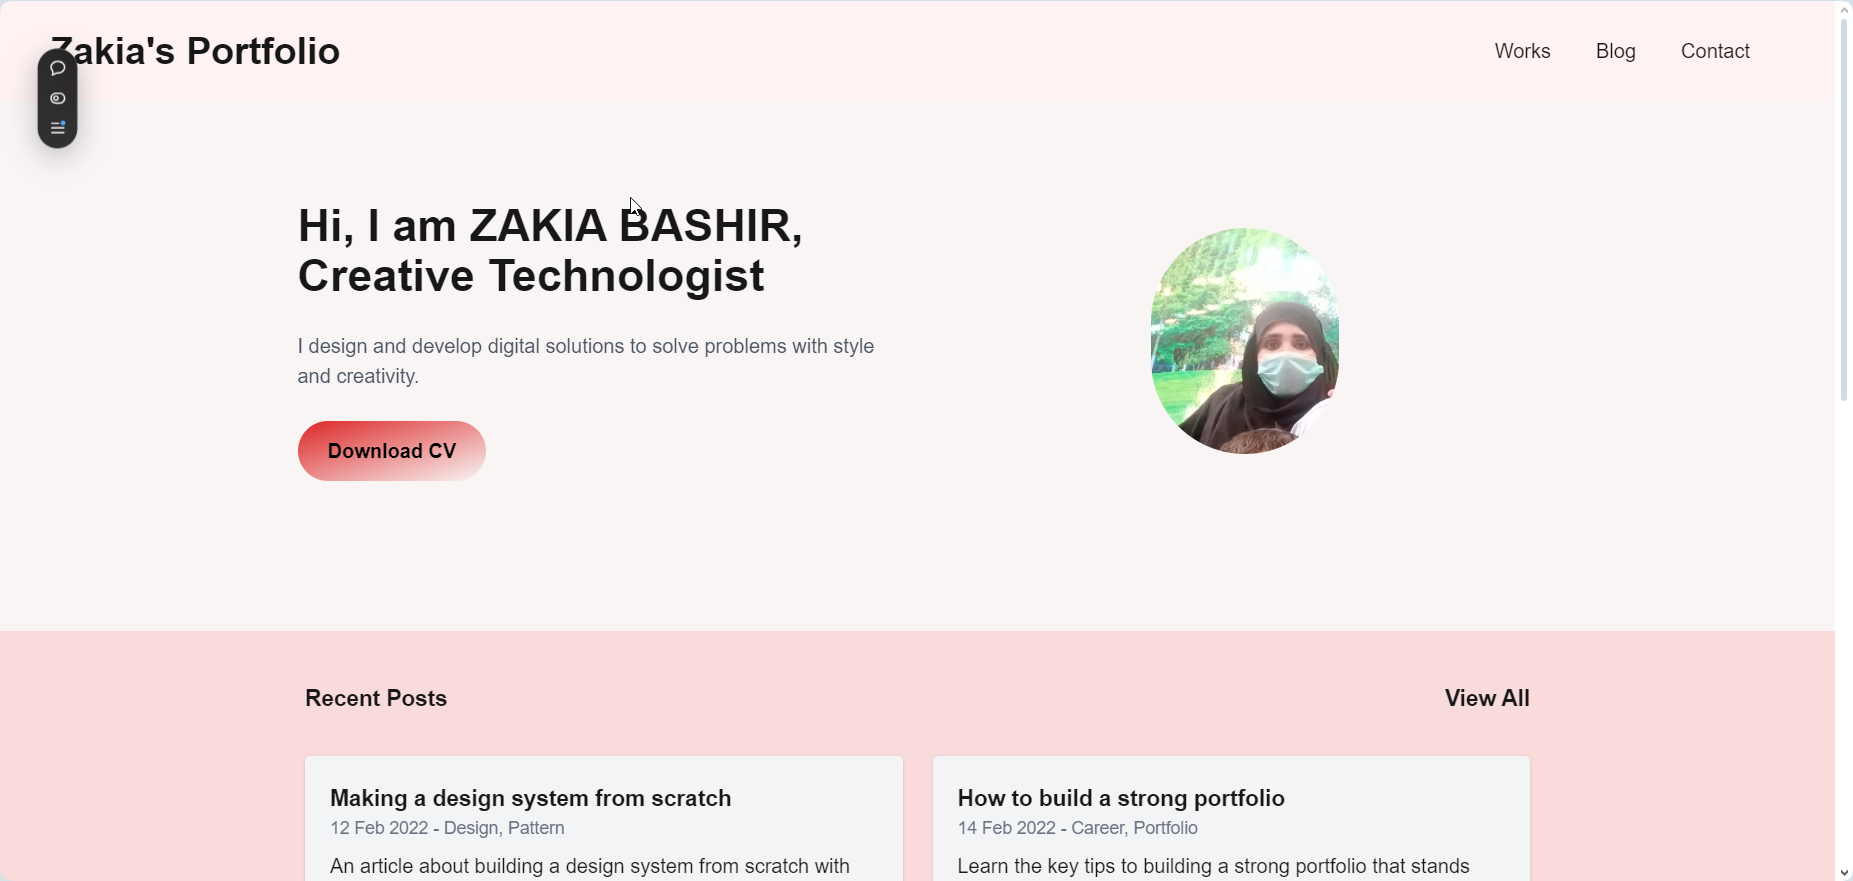 Zakia's Portfolio
Works
Blog
Contact
Hi, I am ZAKIA BASHIR,
Creative Technologist
I design and develop digital solutions to solve problems with style
and creativity.
Download CV
Recent Posts
View All
Making a design system from scratch
12 Feb 2022 - Design, Pattern
An article about building a design system from scratch with
How to build a strong portfolio
14 Feb 2022 - Career, Portfolio
Learn the key tips to building a strong portfolio that stands